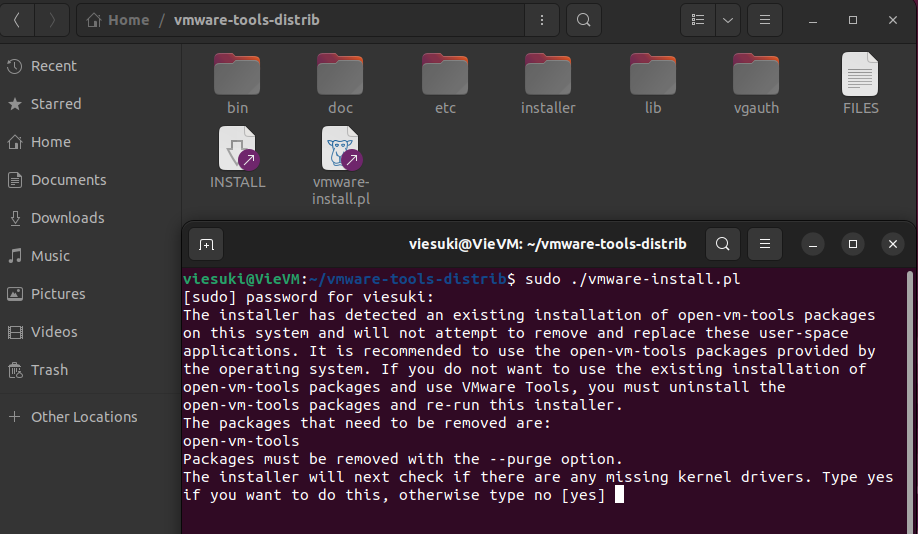 Home / vmware-tools-distrib
Recent
Starred
Home
Documents
Downloads
Music
Pictures
Videos
Trash
Other Locations
bin doc etc installer lib vgauth FILES
INSTALL vmware-
install.pl
viesuki@VieVM: ~/vmware-tools-distrib
viesuki@VieVM:~/vmware-tools-distrib$ sudo ./vmware-install.pl
[sudo] password for viesuki:
The installer has detected an existing installation of open-vm-tools packages
on this system and will not attempt to remove and replace these user-space
applications. It is recommended to use the open-vm-tools packages provided by
the operating system. If you do not want to use the existing installation of
open-vm-tools packages and use VMware Tools, you must uninstall the
open-vm-tools packages and re-run this installer.
The packages that need to be removed are:
open-vm-tools
Packages must be removed with the --purge option.
The installer will next check if there are any missing kernel drivers. Type yes
if you want to do this, otherwise type no [yes]